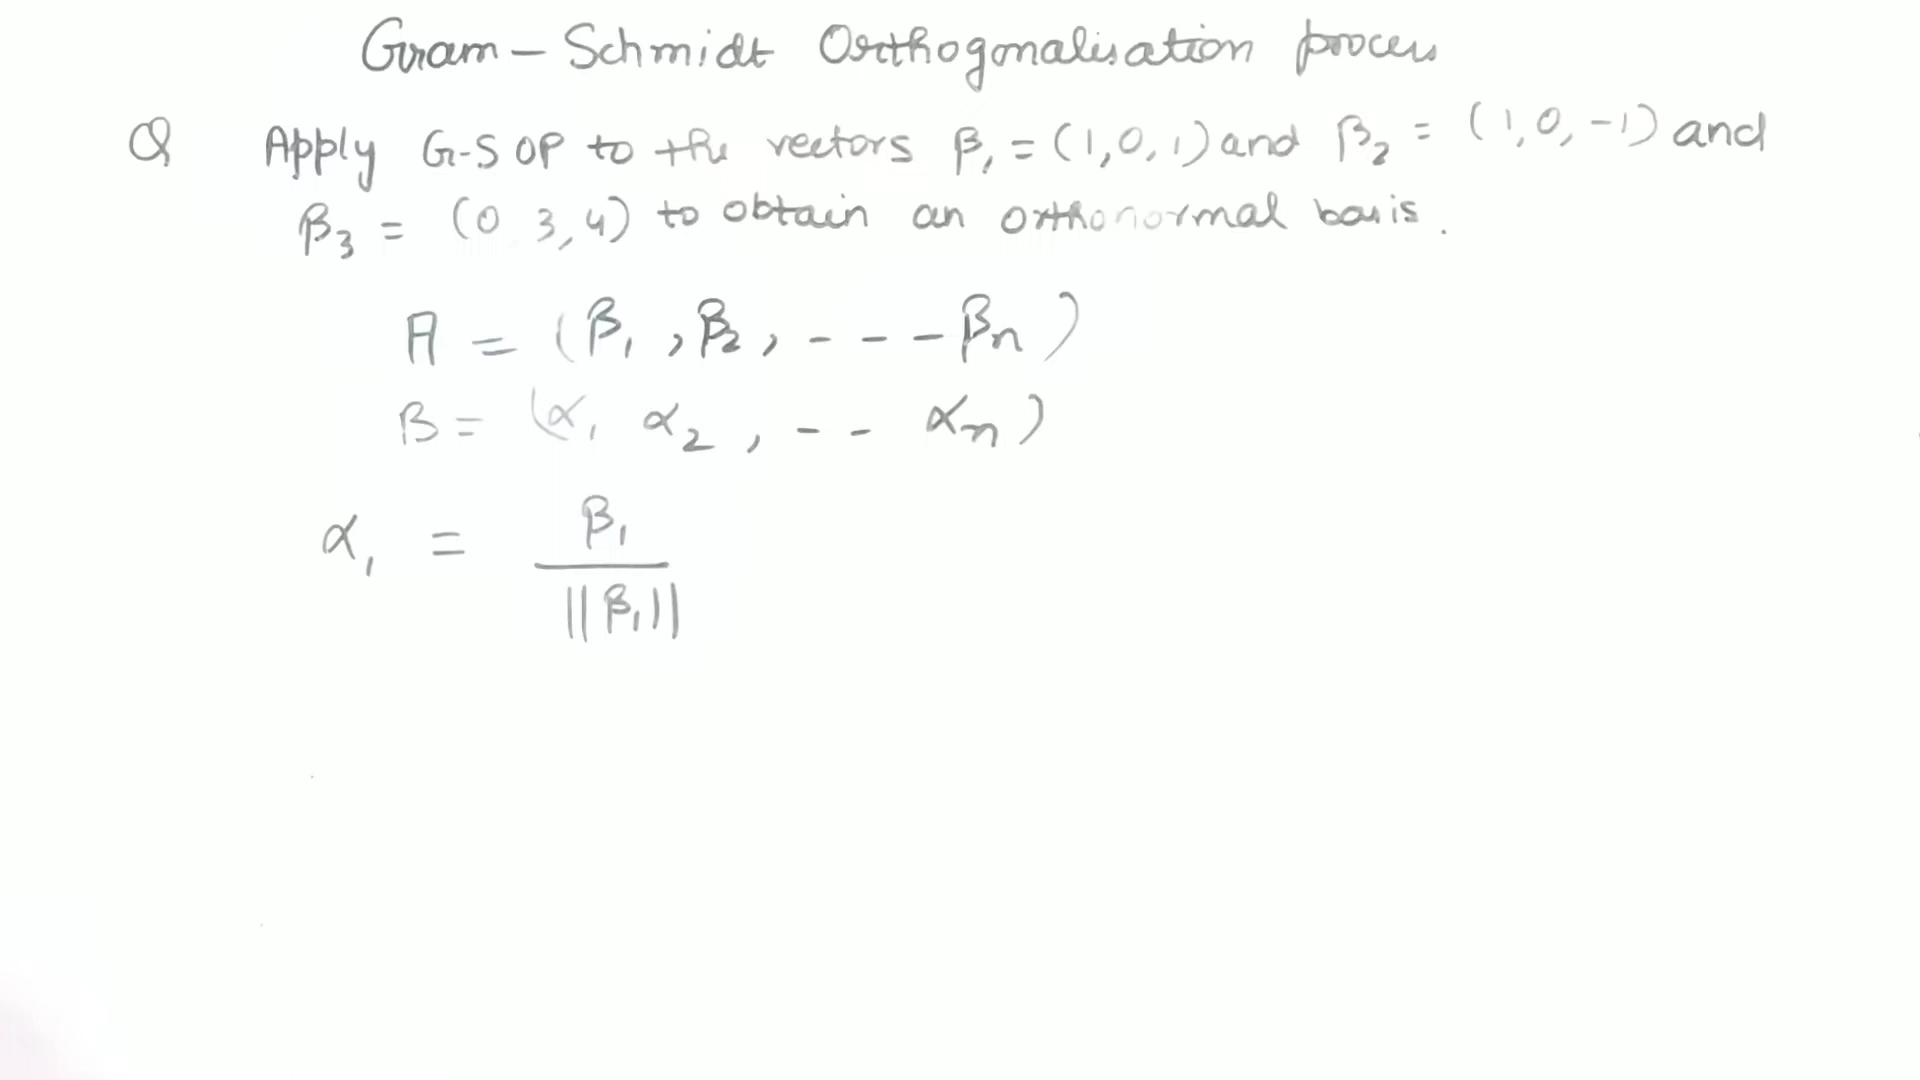 Gram - Schmidt Orthogonalisation process
Q Apply G-S OP to the vectors β₁ = (1, 0, 1) and β₂ = (1, 0, -1) and
β₃ = (0 3, 4) to obtain an orthonormal basis.
A = (β₁, β₂, - - - βn)
B = (α₁ α₂, - - αn)
α₁ = β₁ / ||β₁||